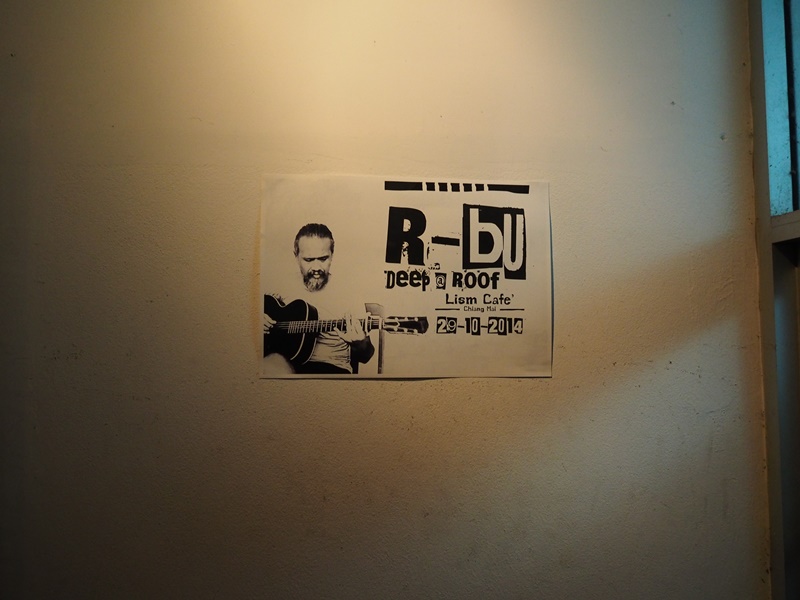 R-bu
Deep @ Roof
Lism Cafe'
Chiang Mai
29-10-2014